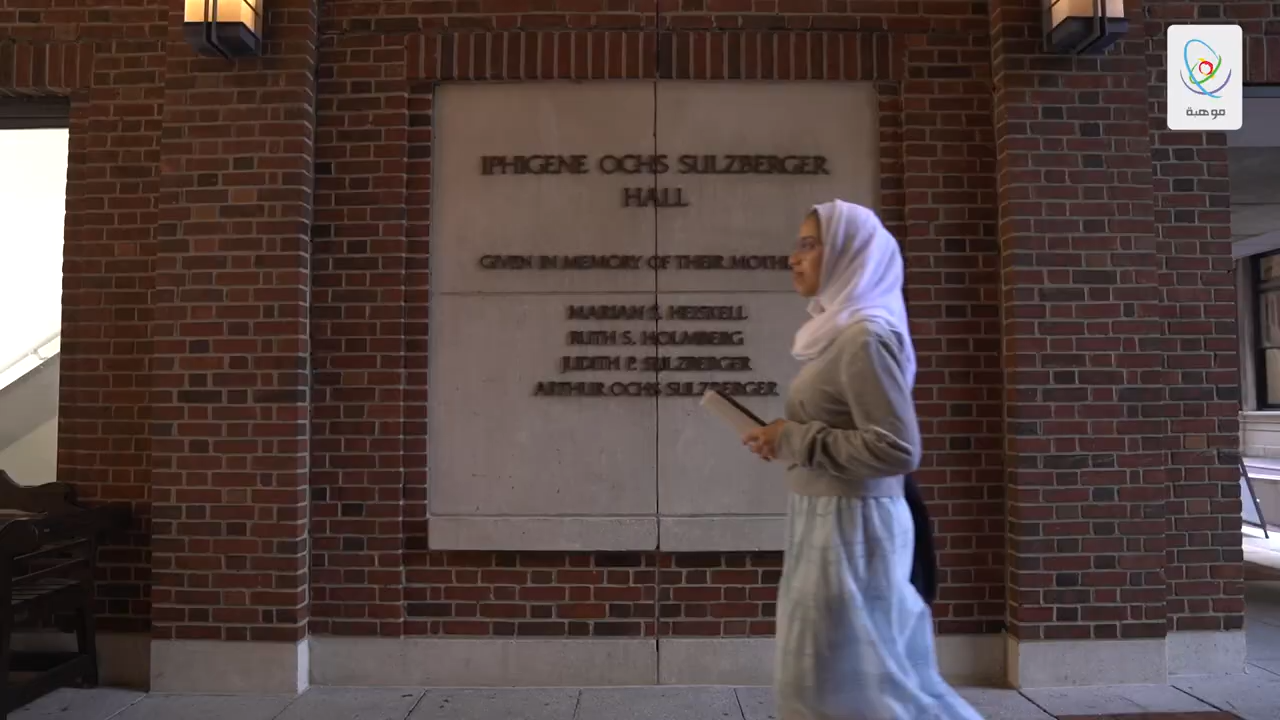 IPHIGENE OCHS SULZBERGER
HALL
GIVEN IN MEMORY OF THEIR
MARIAN S. HEISKELL
RUTH S. HOLMBERG
JUDITH P. SULZBERGER
ARTHUR OCHS SULZBERGER
موهبة